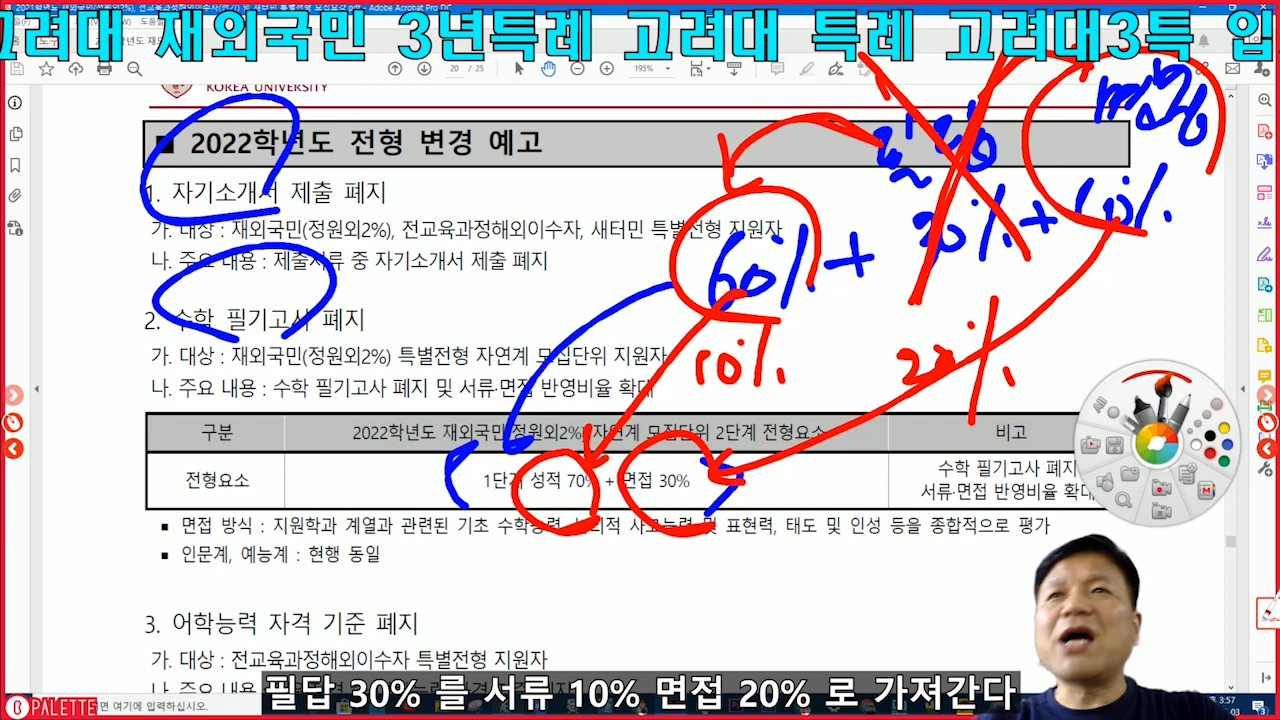 고려대 재외국민 3년특례 고려대 특례 고려대3특 입
20 / 25
195%
KOREA UNIVERSITY
■ 2022학년도 전형 변경 예고
1. 자기소개서 제출 폐지
가. 대상 : 재외국민(정원외2%), 전교육과정해외이수자, 새터민 특별전형 지원자
나. 주요 내용 : 제출서류 중 자기소개서 제출 폐지
60% + 30% + 10%
2. 수학 필기고사 폐지
가. 대상 : 재외국민(정원외2%) 특별전형 자연계 모집단위 지원자
10%
나. 주요 내용 : 수학 필기고사 폐지 및 서류·면접 반영비율 확대
구분 2022학년도 재외국민(정원외2%) 자연계 모집단위 2단계 전형요소 비고
전형요소 1단계 성적 70% + 면접 30% 수학 필기고사 폐지
서류·면접 반영비율 확대
▪ 면접 방식 : 지원학과 계열과 관련된 기초 수학능력, 논리적 사고능력 및 표현력, 태도 및 인성 등을 종합적으로 평가
▪ 인문계, 예능계 : 현행 동일
3. 어학능력 자격 기준 폐지
가. 대상 : 전교육과정해외이수자 특별전형 지원자
필답 30% 를 서류 10% 면접 20% 로 가져간다
PALETTE
면 여기에 입력하십시오.
3:57